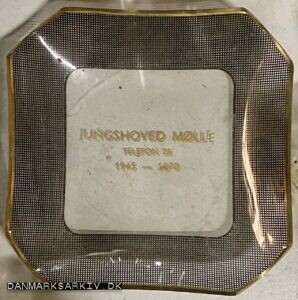 JUNGSHOVED MØLLE
TELEFON 28
1945 — 1970
DANMARKSARKIV.DK